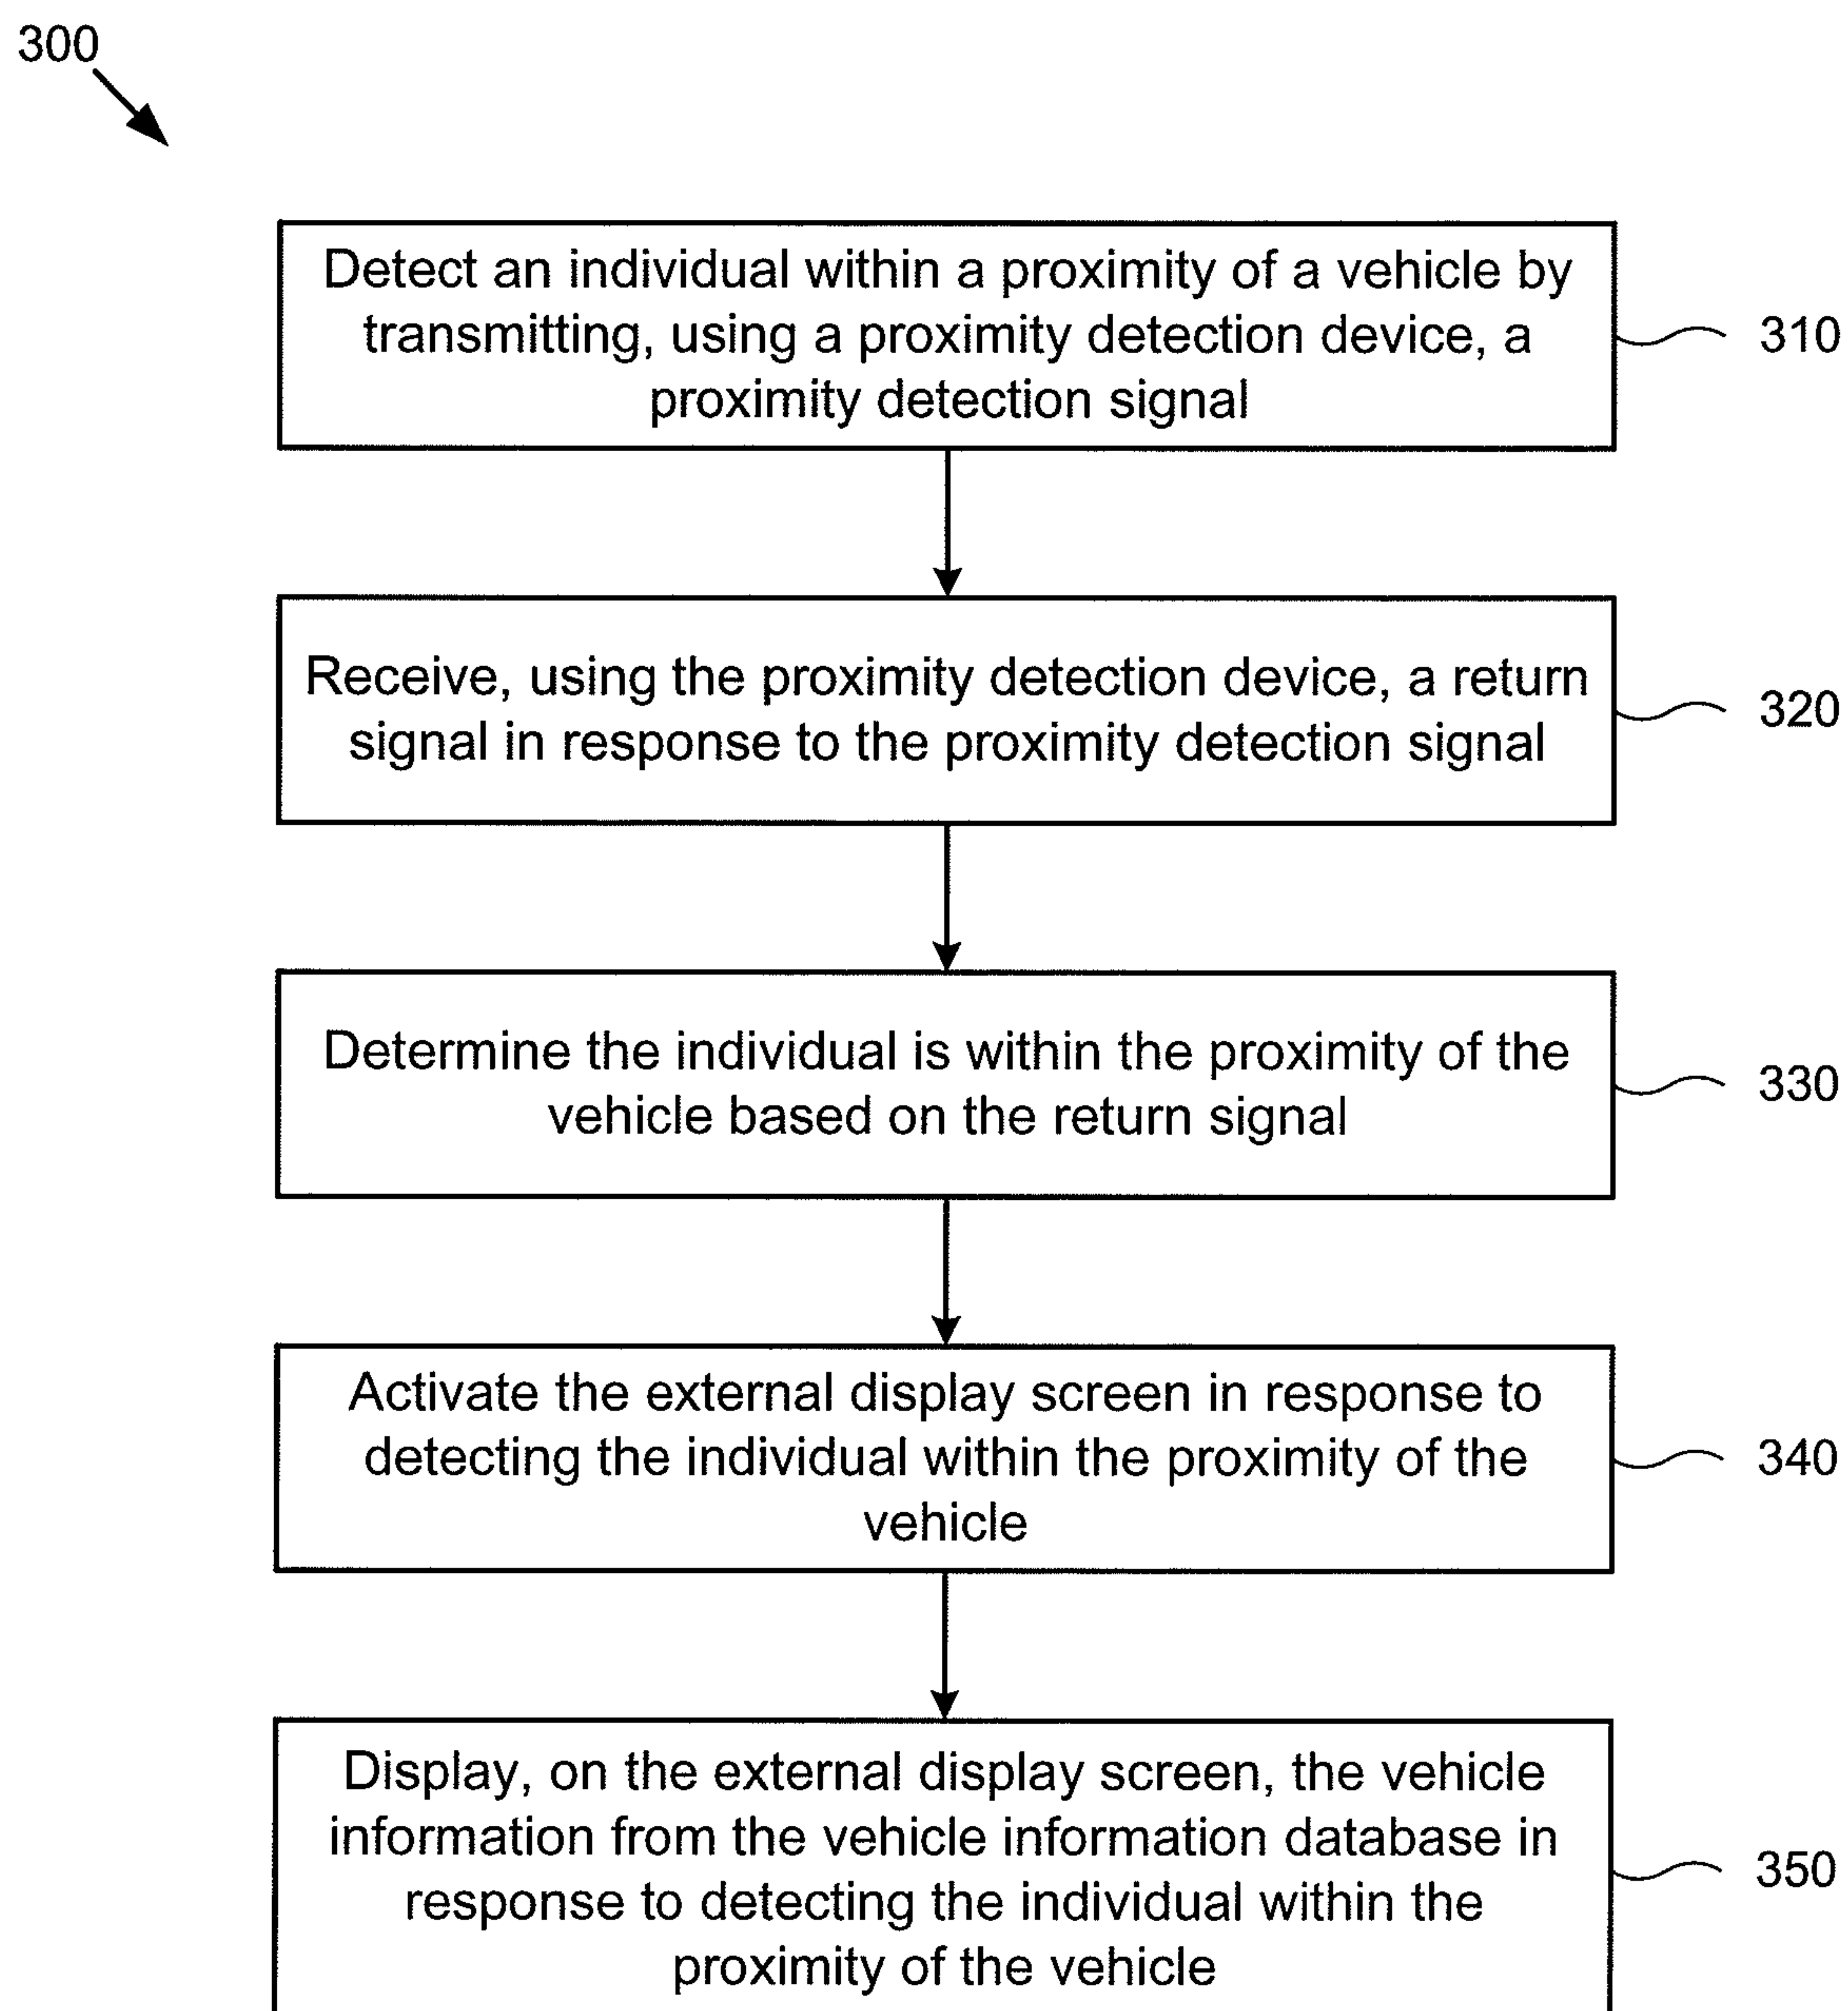 300
Detect an individual within a proximity of a vehicle by
transmitting, using a proximity detection device, a
proximity detection signal
310
Receive, using the proximity detection device, a return
signal in response to the proximity detection signal
320
Determine the individual is within the proximity of the
vehicle based on the return signal
330
Activate the external display screen in response to
detecting the individual within the proximity of the
vehicle
340
Display, on the external display screen, the vehicle
information from the vehicle information database in
response to detecting the individual within the
proximity of the vehicle
350